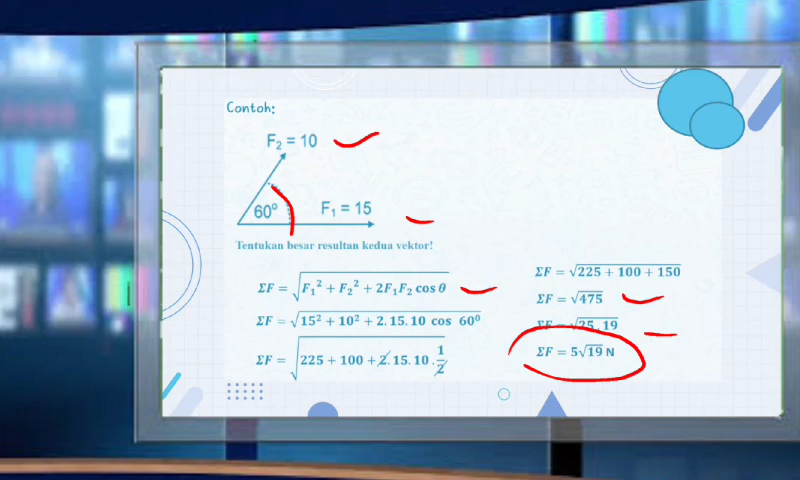 Contoh:
F₂ = 10
60⁰
F₁ = 15
Tentukan besar resultan kedua vektor!
ΣF = √(F₁² + F₂² + 2F₁F₂ cos θ)
ΣF = √(15² + 10² + 2.15.10 cos 60⁰)
ΣF = √(225 + 100 + 2.15.10.1/2)
ΣF = √(225 + 100 + 150)
ΣF = √475
ΣF = √(25.19)
ΣF = 5√19 N